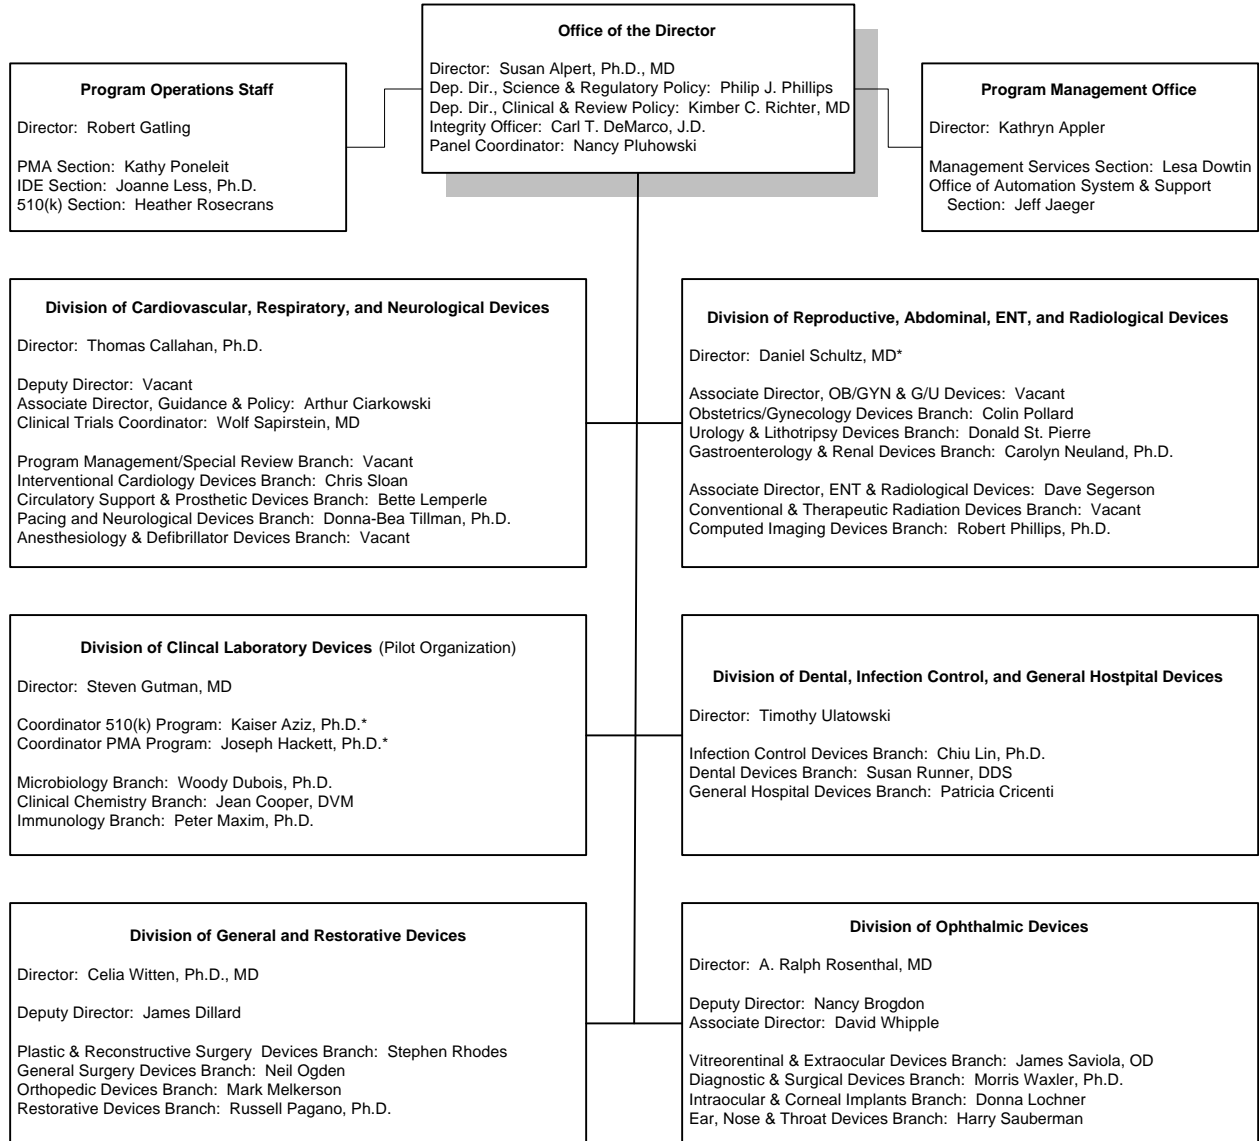 Office of the Director
Director: Susan Alpert, Ph.D., MD
Dep. Dir., Science & Regulatory Policy: Philip J. Phillips
Dep. Dir., Clinical & Review Policy: Kimber C. Richter, MD
Integrity Officer: Carl T. DeMarco, J.D.
Panel Coordinator: Nancy Pluhowski
Program Operations Staff
Director: Robert Gatling
PMA Section: Kathy Poneleit
IDE Section: Joanne Less, Ph.D.
510(k) Section: Heather Rosecrans
Program Management Office
Director: Kathryn Appler
Management Services Section: Lesa Dowtin
Office of Automation System & Support
Section: Jeff Jaeger
Division of Cardiovascular, Respiratory, and Neurological Devices
Director: Thomas Callahan, Ph.D.
Deputy Director: Vacant
Associate Director, Guidance & Policy: Arthur Ciarkowski
Clinical Trials Coordinator: Wolf Sapirstein, MD
Program Management/Special Review Branch: Vacant
Interventional Cardiology Devices Branch: Chris Sloan
Circulatory Support & Prosthetic Devices Branch: Bette Lemperle
Pacing and Neurological Devices Branch: Donna-Bea Tillman, Ph.D.
Anesthesiology & Defibrillator Devices Branch: Vacant
Division of Reproductive, Abdominal, ENT, and Radiological Devices
Director: Daniel Schultz, MD*
Associate Director, OB/GYN & G/U Devices: Vacant
Obstetrics/Gynecology Devices Branch: Colin Pollard
Urology & Lithotripsy Devices Branch: Donald St. Pierre
Gastroenterology & Renal Devices Branch: Carolyn Neuland, Ph.D.
Associate Director, ENT & Radiological Devices: Dave Segerson
Conventional & Therapeutic Radiation Devices Branch: Vacant
Computed Imaging Devices Branch: Robert Phillips, Ph.D.
Division of Clincal Laboratory Devices (Pilot Organization)
Director: Steven Gutman, MD
Coordinator 510(k) Program: Kaiser Aziz, Ph.D.*
Coordinator PMA Program: Joseph Hackett, Ph.D.*
Microbiology Branch: Woody Dubois, Ph.D.
Clinical Chemistry Branch: Jean Cooper, DVM
Immunology Branch: Peter Maxim, Ph.D.
Division of Dental, Infection Control, and General Hostpital Devices
Director: Timothy Ulatowski
Infection Control Devices Branch: Chiu Lin, Ph.D.
Dental Devices Branch: Susan Runner, DDS
General Hospital Devices Branch: Patricia Cricenti
Division of General and Restorative Devices
Director: Celia Witten, Ph.D., MD
Deputy Director: James Dillard
Plastic & Reconstructive Surgery Devices Branch: Stephen Rhodes
General Surgery Devices Branch: Neil Ogden
Orthopedic Devices Branch: Mark Melkerson
Restorative Devices Branch: Russell Pagano, Ph.D.
Division of Ophthalmic Devices
Director: A. Ralph Rosenthal, MD
Deputy Director: Nancy Brogdon
Associate Director: David Whipple
Vitreorentinal & Extraocular Devices Branch: James Saviola, OD
Diagnostic & Surgical Devices Branch: Morris Waxler, Ph.D.
Intraocular & Corneal Implants Branch: Donna Lochner
Ear, Nose & Throat Devices Branch: Harry Sauberman